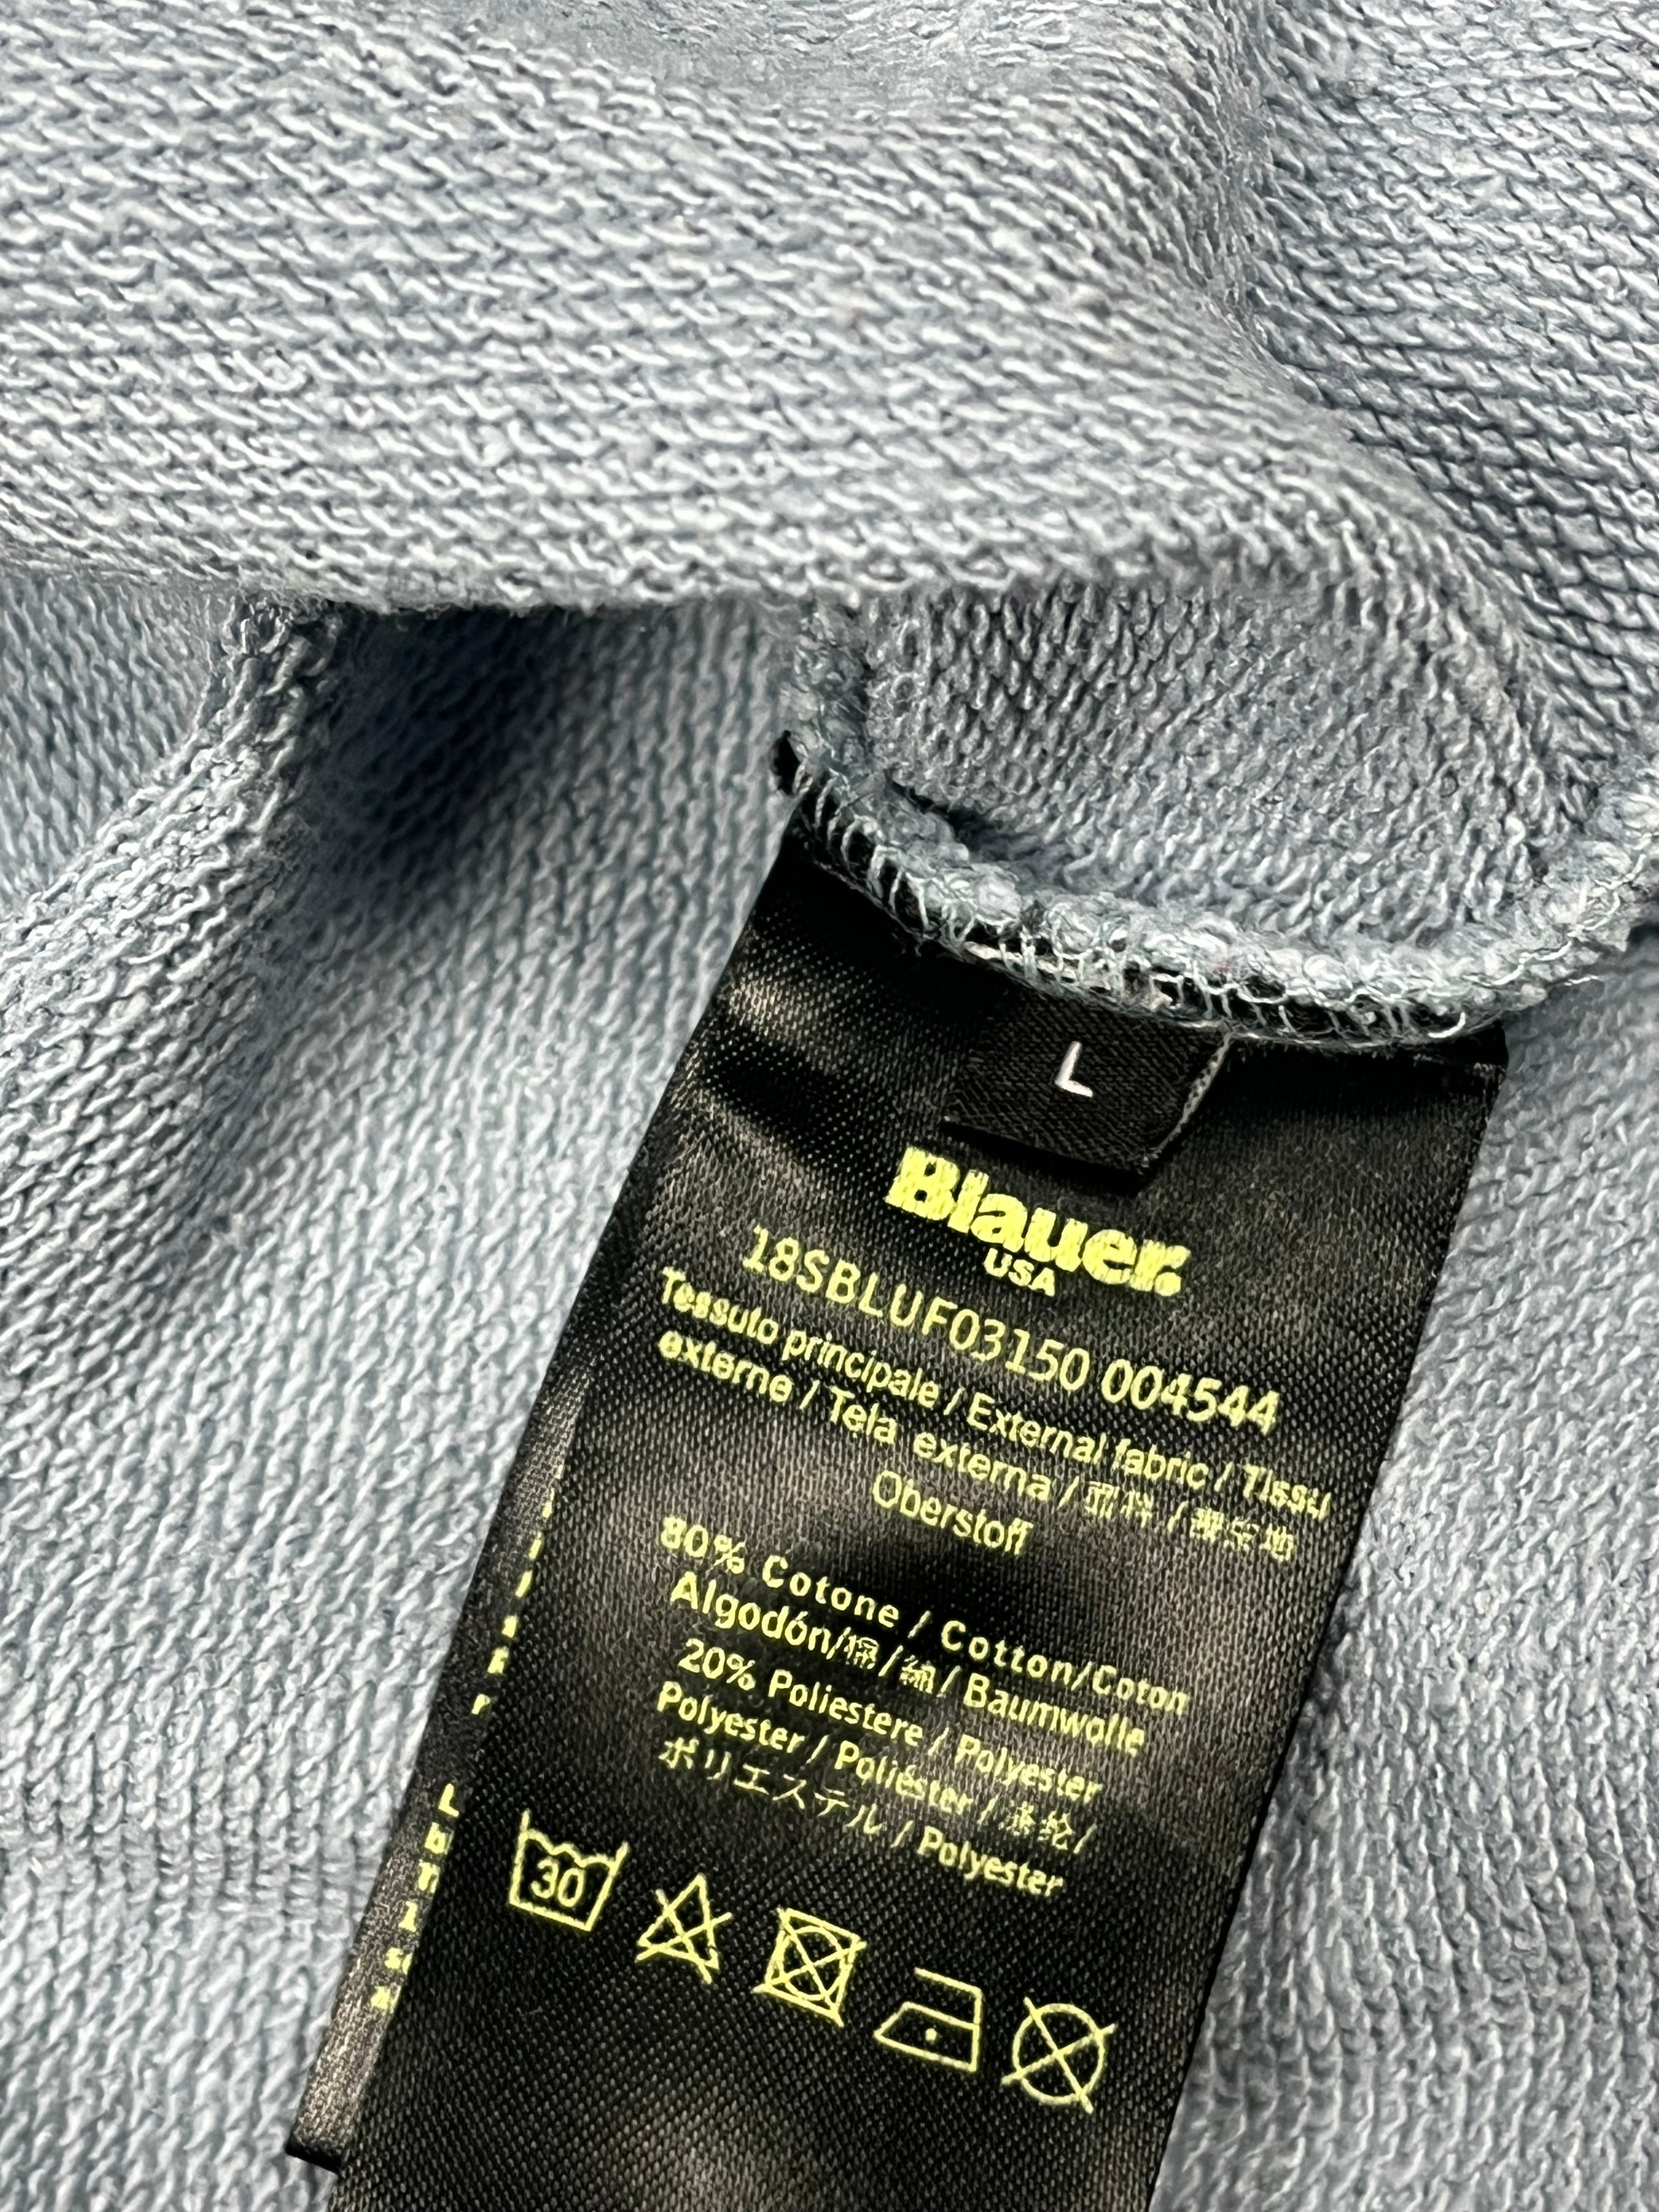 L
Blauer.
USA
18SBLUF03150 004544
Tessuto principale / External fabric / Tissu
externe / Tela externa / 面料 / 表生地
Oberstoff
80% Cotone / Cotton/Coton
Algodón/棉/綿/Baumwolle
20% Poliestere / Polyester
Polyester / Poliéster / 涤纶/
ポリエステル / Polyester
30